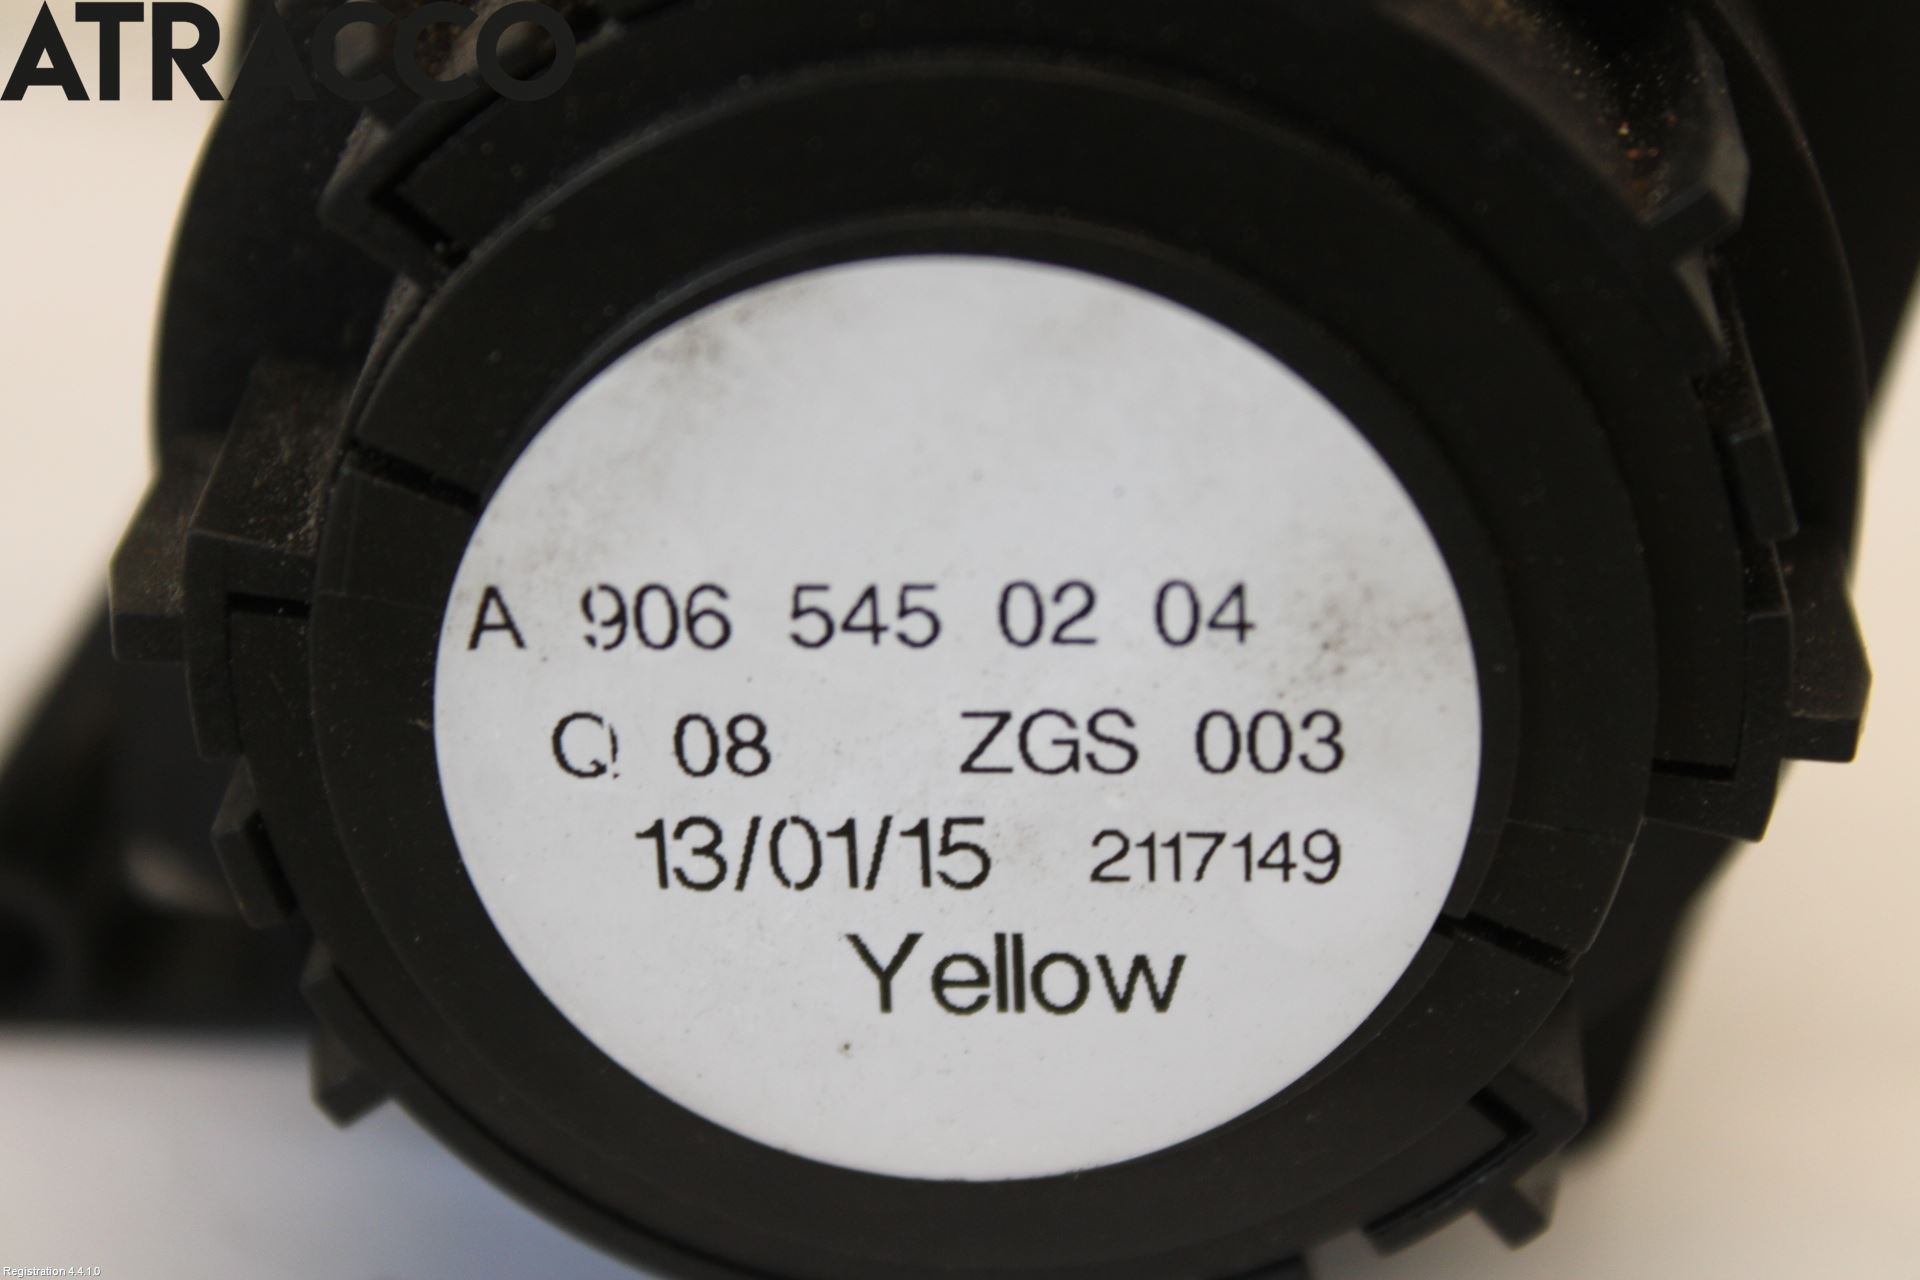 ATRACCO
A 906 545 02 04
Q 08 ZGS 003
13/01/15 2117149
Yellow
Registration 4.4.1.0